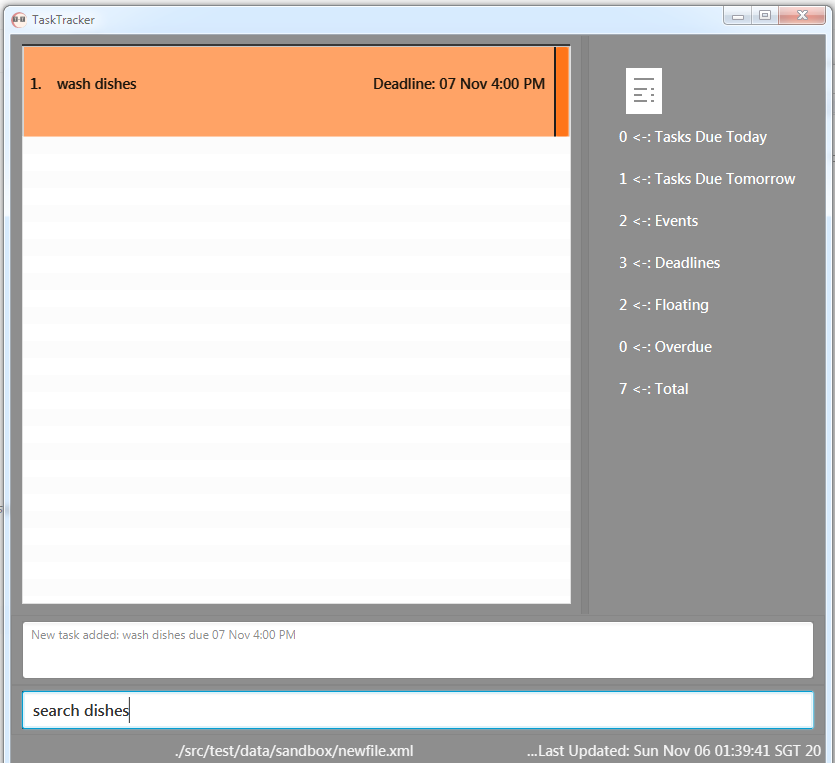 TaskTracker
1. wash dishes Deadline: 07 Nov 4:00 PM
0 <-: Tasks Due Today
1 <-: Tasks Due Tomorrow
2 <-: Events
3 <-: Deadlines
2 <-: Floating
0 <-: Overdue
7 <-: Total
New task added: wash dishes due 07 Nov 4:00 PM
search dishes
./src/test/data/sandbox/newfile.xml ...Last Updated: Sun Nov 06 01:39:41 SGT 20